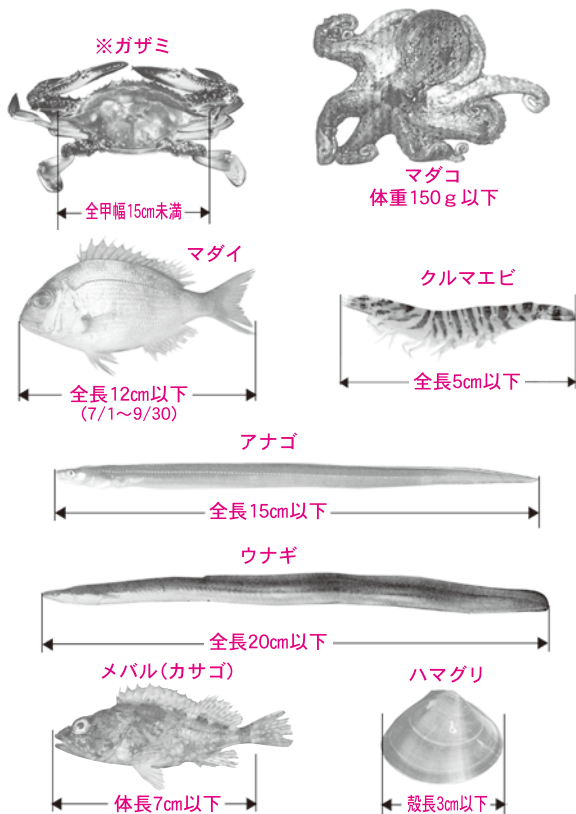 ※ガザミ
全甲幅15cm未満
マダコ
体重150g以下
マダイ
全長12cm以下
(7/1〜9/30)
クルマエビ
全長5cm以下
アナゴ
全長15cm以下
ウナギ
全長20cm以下
メバル(カサゴ)
体長7cm以下
ハマグリ
殻長3cm以下